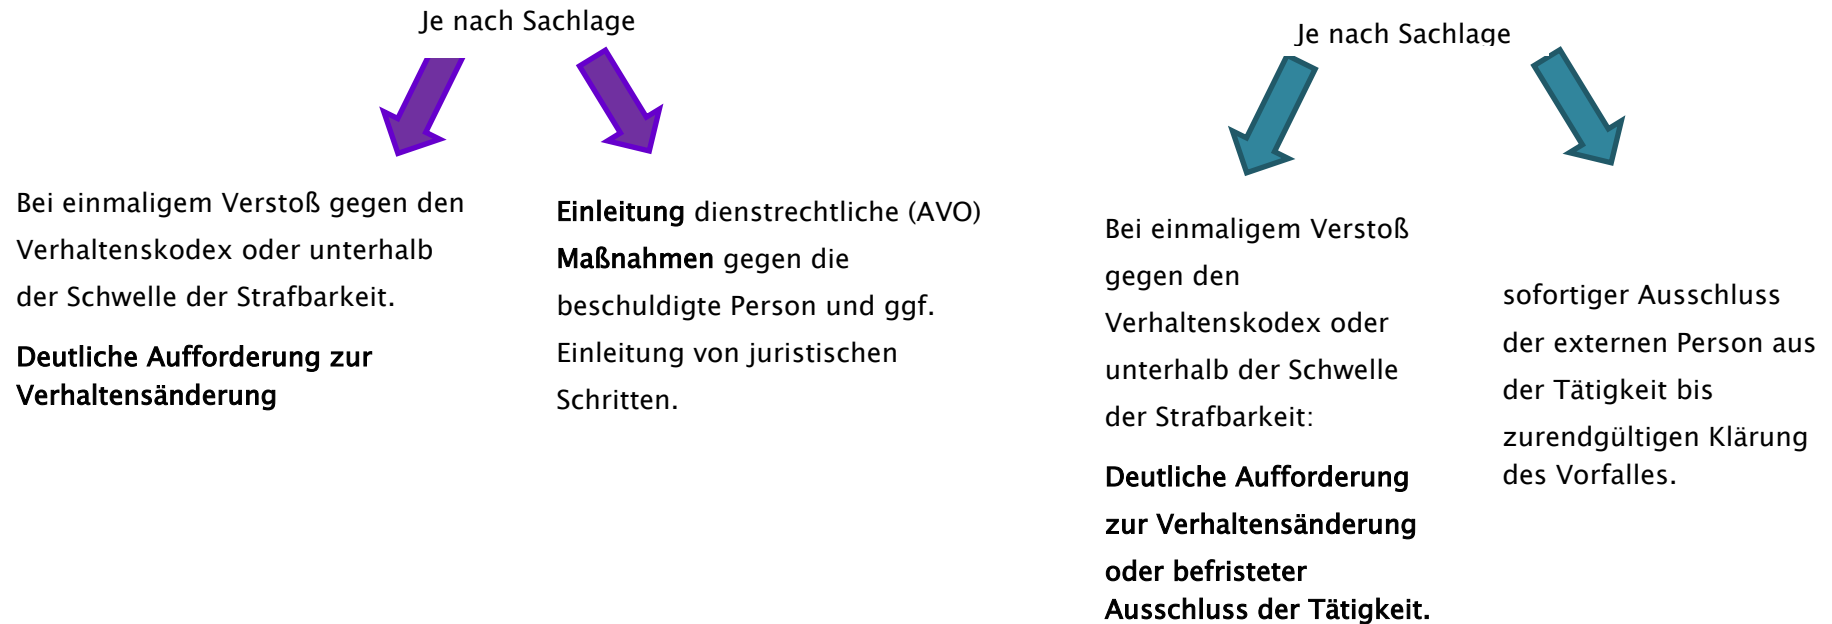 Je nach Sachlage
Bei einmaligem Verstoß gegen den
Verhaltenskodex oder unterhalb
der Schwelle der Strafbarkeit.
Deutliche Aufforderung zur
Verhaltensänderung
Einleitung dienstrechtliche (AVO)
Maßnahmen gegen die
beschuldigte Person und ggf.
Einleitung von juristischen
Schritten.
Je nach Sachlage
Bei einmaligem Verstoß
gegen den
Verhaltenskodex oder
unterhalb der Schwelle
der Strafbarkeit:
Deutliche Aufforderung
zur Verhaltensänderung
oder befristeter
Ausschluss der Tätigkeit.
sofortiger Ausschluss
der externen Person aus
der Tätigkeit bis
zurendgültigen Klärung
des Vorfalles.